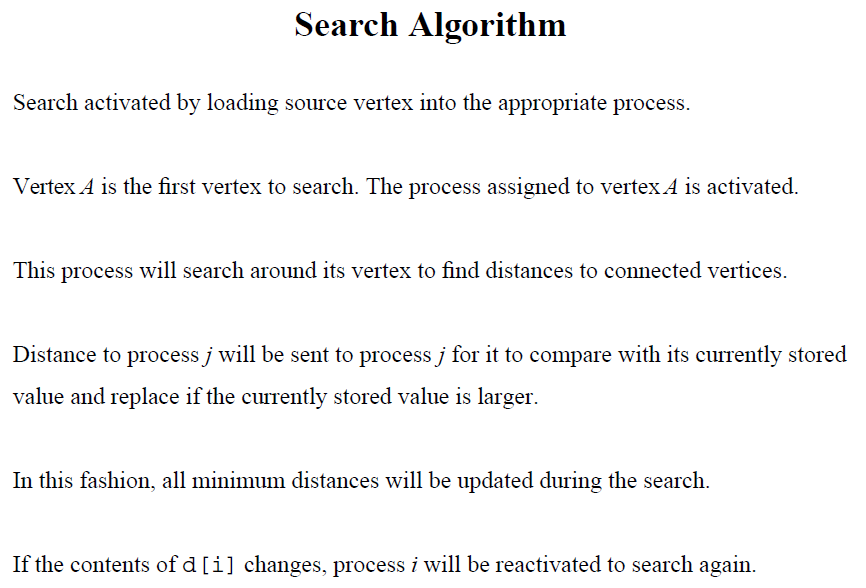 Search Algorithm
Search activated by loading source vertex into the appropriate process.
Vertex A is the first vertex to search. The process assigned to vertex A is activated.
This process will search around its vertex to find distances to connected vertices.
Distance to process j will be sent to process j for it to compare with its currently stored
value and replace if the currently stored value is larger.
In this fashion, all minimum distances will be updated during the search.
If the contents of d[i] changes, process i will be reactivated to search again.